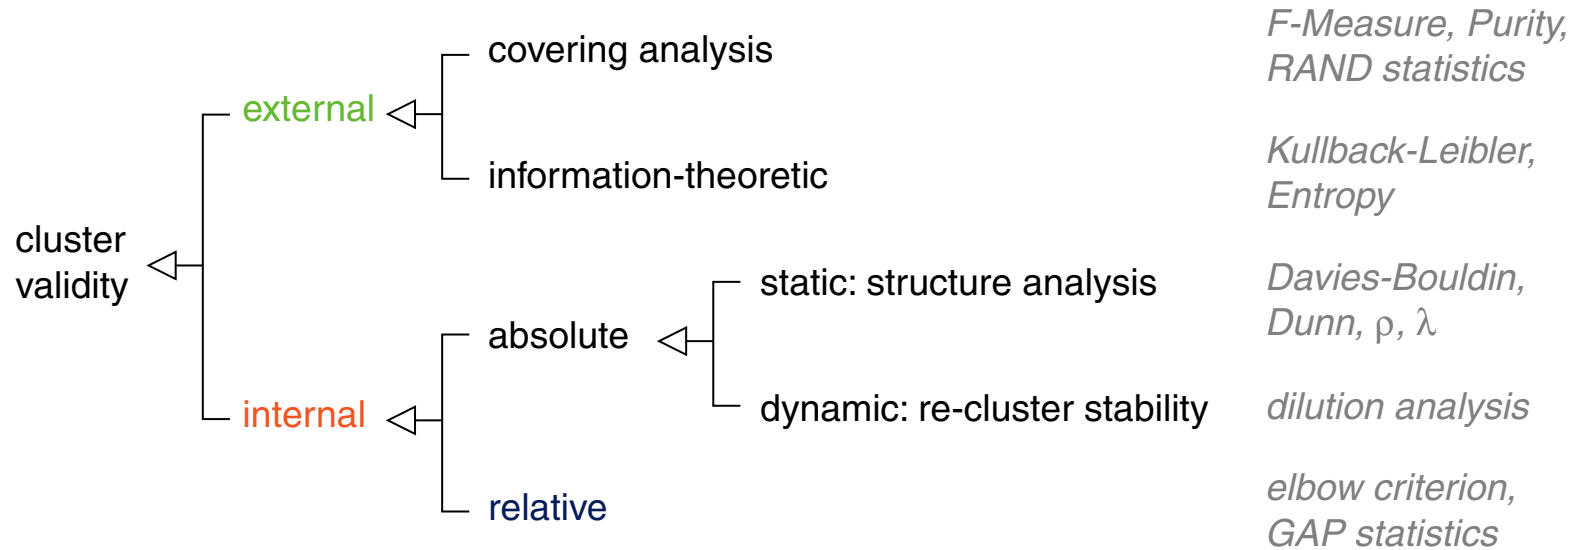 covering analysis
F-Measure, Purity,
RAND statistics
external
information-theoretic
Kullback-Leibler,
Entropy
cluster
validity
static: structure analysis
Davies-Bouldin,
Dunn, ρ, λ
absolute
dynamic: re-cluster stability
dilution analysis
internal
relative
elbow criterion,
GAP statistics